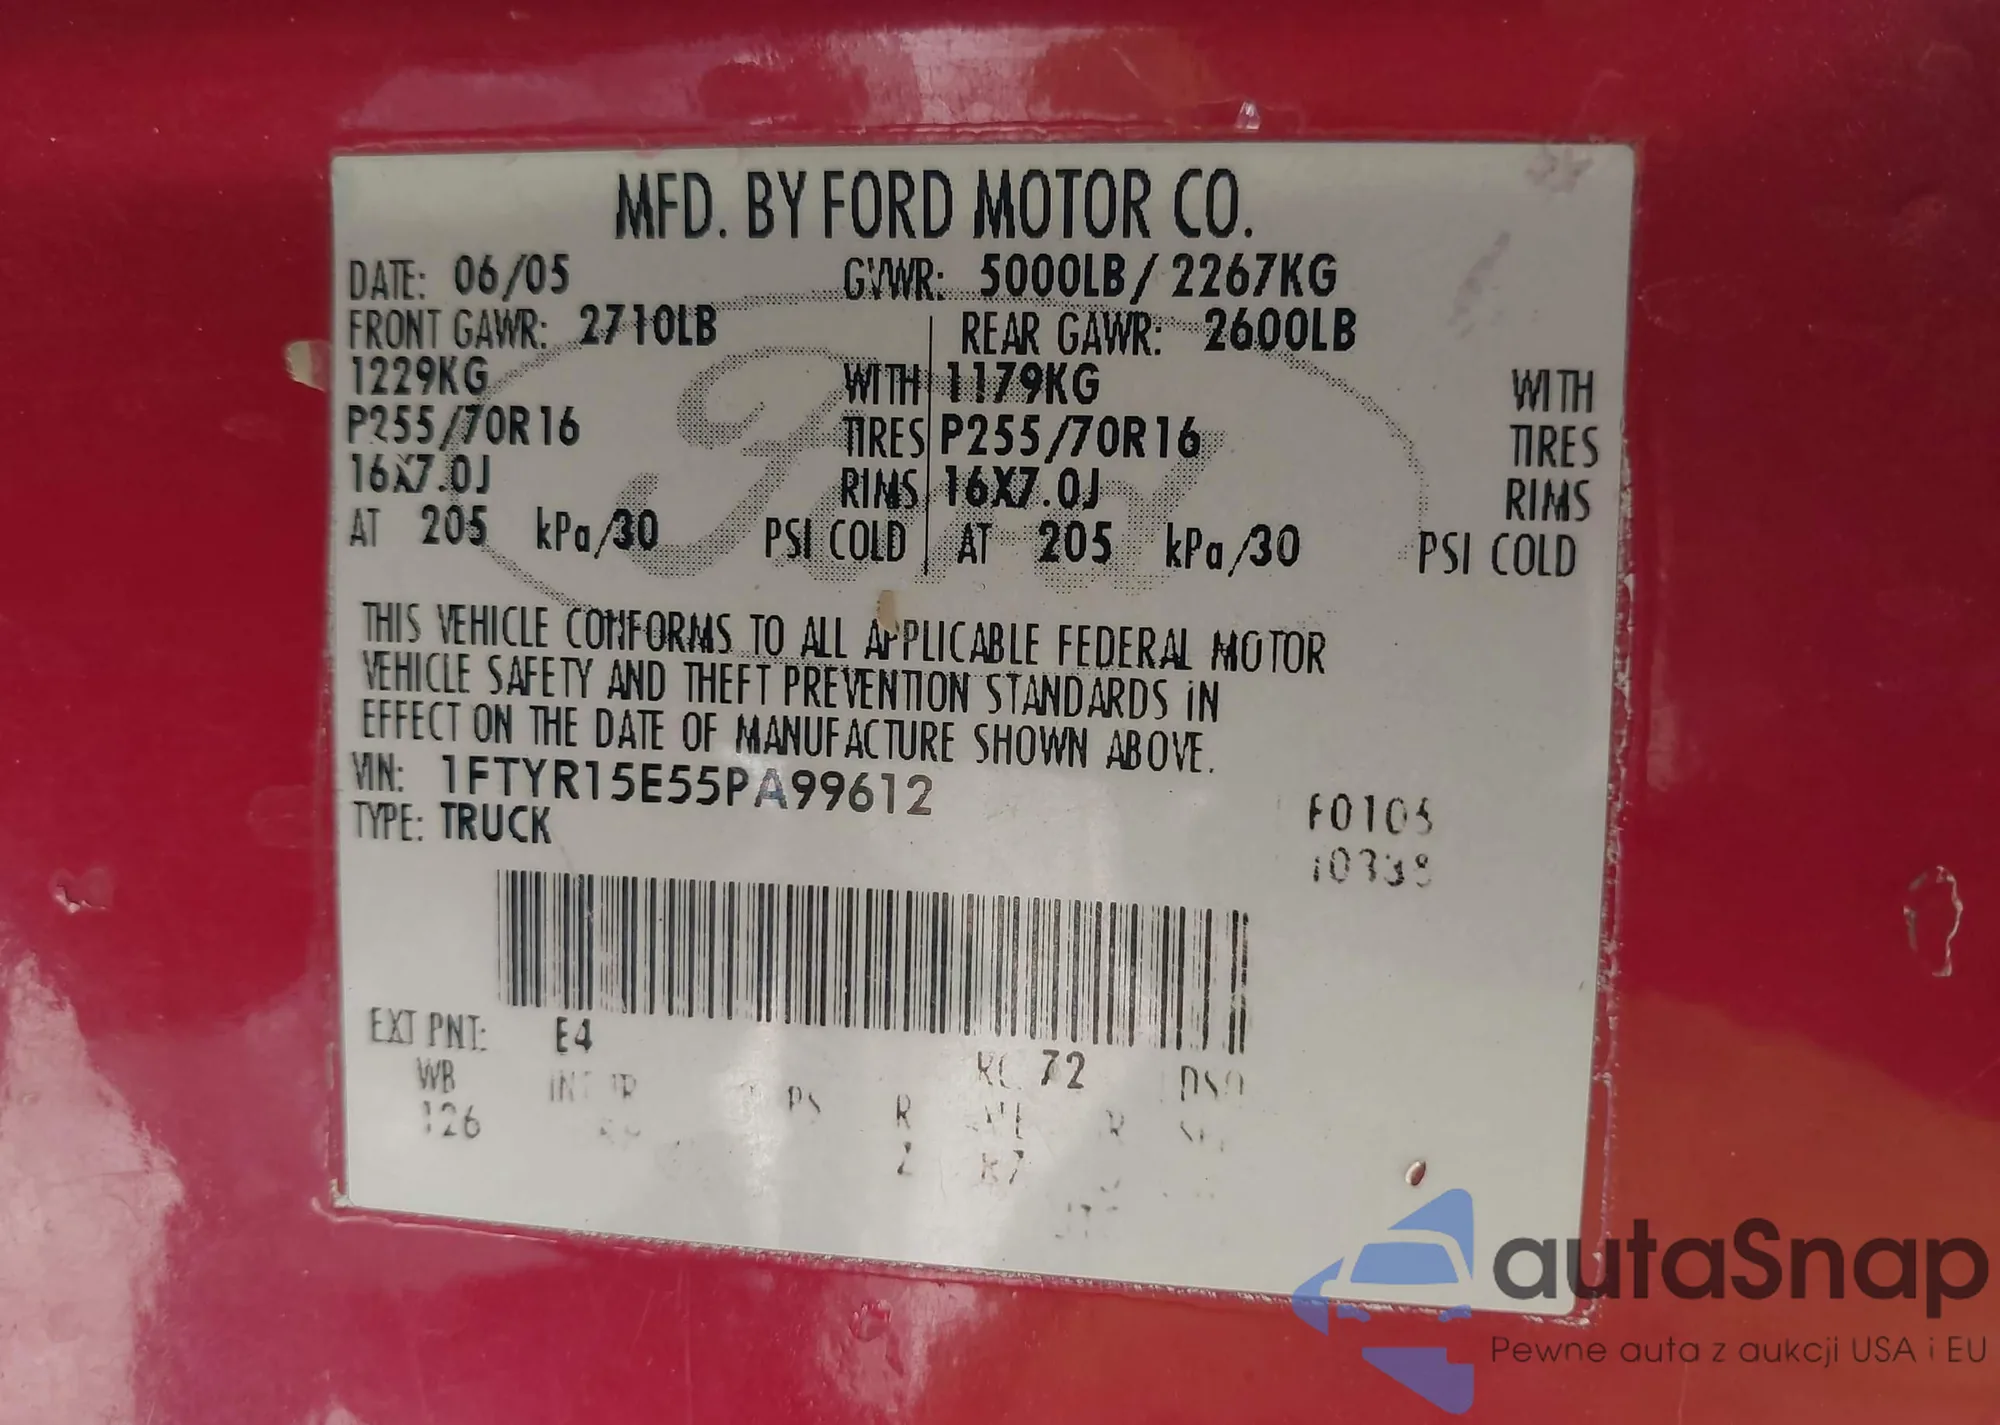 MFD. BY FORD MOTOR CO.
DATE: 06/05 GVWR: 5000LB / 2267KG
FRONT GAWR: 2710LB REAR GAWR: 2600LB
1229KG WITH 1179KG WITH
P255/70R16 TIRES P255/70R16 TIRES
16X7.0J RIMS 16X7.0J RIMS
AT 205 kPa/30 PSI COLD AT 205 kPa/30 PSI COLD
Ford
THIS VEHICLE CONFORMS TO ALL APPLICABLE FEDERAL MOTOR
VEHICLE SAFETY AND THEFT PREVENTION STANDARDS IN
EFFECT ON THE DATE OF MANUFACTURE SHOWN ABOVE.
VIN: 1FTYR15E55PA99612
TYPE: TRUCK
EXT PNT: E4 72
WB R
126
autaSnap
Pewne auta z aukcji USA i EU